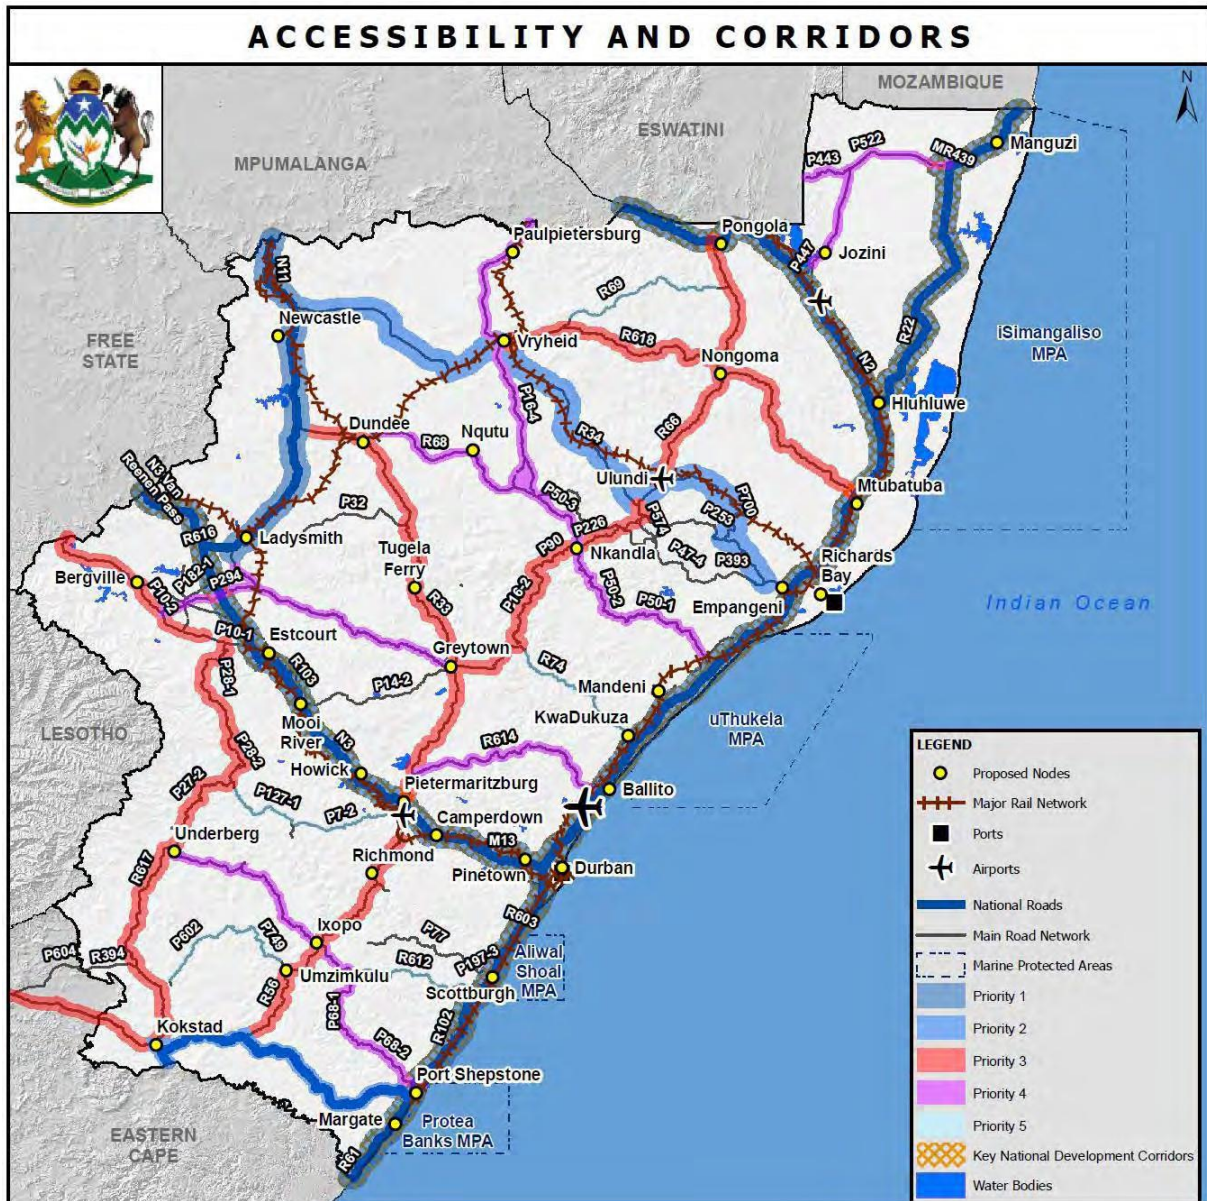 ACCESSIBILITY AND CORRIDORS
N
MOZAMBIQUE
ESWATINI
MPUMALANGA
Manguzi
P522
P443
MR439
Pongola
Paulpietersburg
P447
Jozini
N11
R69
FREE
STATE
Newcastle
Vryheid
R618
Nongoma
N2
R22
iSimangaliso
MPA
Hluhluwe
P16-4
Dundee
Nqutu
R68
R34
R66
Ulundi
Mtubatuba
N3 Van
Reenen Pass
P32
P50-3
P700
P253
P574
R616
Ladysmith
P226
P90
Nkandla
P47-4
P393
Richards
Bay
Tugela
Ferry
Bergville
P182-1
P294
P10-2
R33
P16-2
P50-2
P50-1
Empangeni
Indian Ocean
P10-1
Estcourt
Greytown
R103
P28-1
P14-2
R74
Mandeni
LESOTHO
Mooi
River
KwaDukuza
uThukela
MPA
N3
R614
P28-2
Howick
P27-2
P127-1
P7-2
Pietermaritzburg
Ballito
Camperdown
Underberg
M13
Richmond
Pinetown
Durban
R617
R603
P602
P749
Ixopo
P77
P604
R394
R612
P197-3
Aliwal
Shoal
MPA
Umzimkulu
R56
Scottburgh
P68-1
R102
Kokstad
P68-2
Port Shepstone
Margate
Protea
Banks MPA
EASTERN
CAPE
R61
LEGEND
Proposed Nodes
Major Rail Network
Ports
Airports
National Roads
Main Road Network
Marine Protected Areas
Priority 1
Priority 2
Priority 3
Priority 4
Priority 5
Key National Development Corridors
Water Bodies